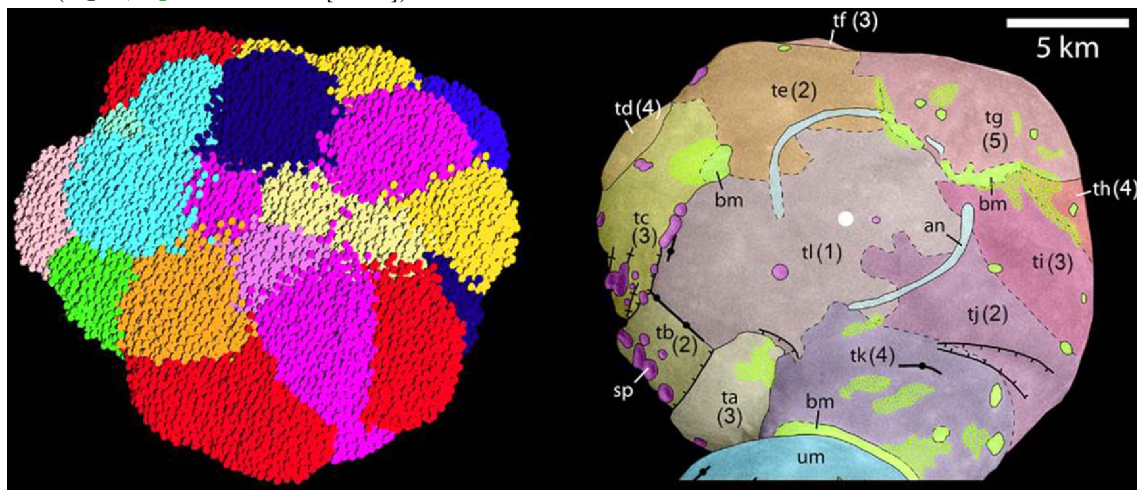 tf (3)
5 km
te (2)
td (4)
tg
(5)
bm
th (4)
bm
tc
(3)
an
tl (1)
ti (3)
tj (2)
tb (2)
tk (4)
sp
ta
(3)
bm
um